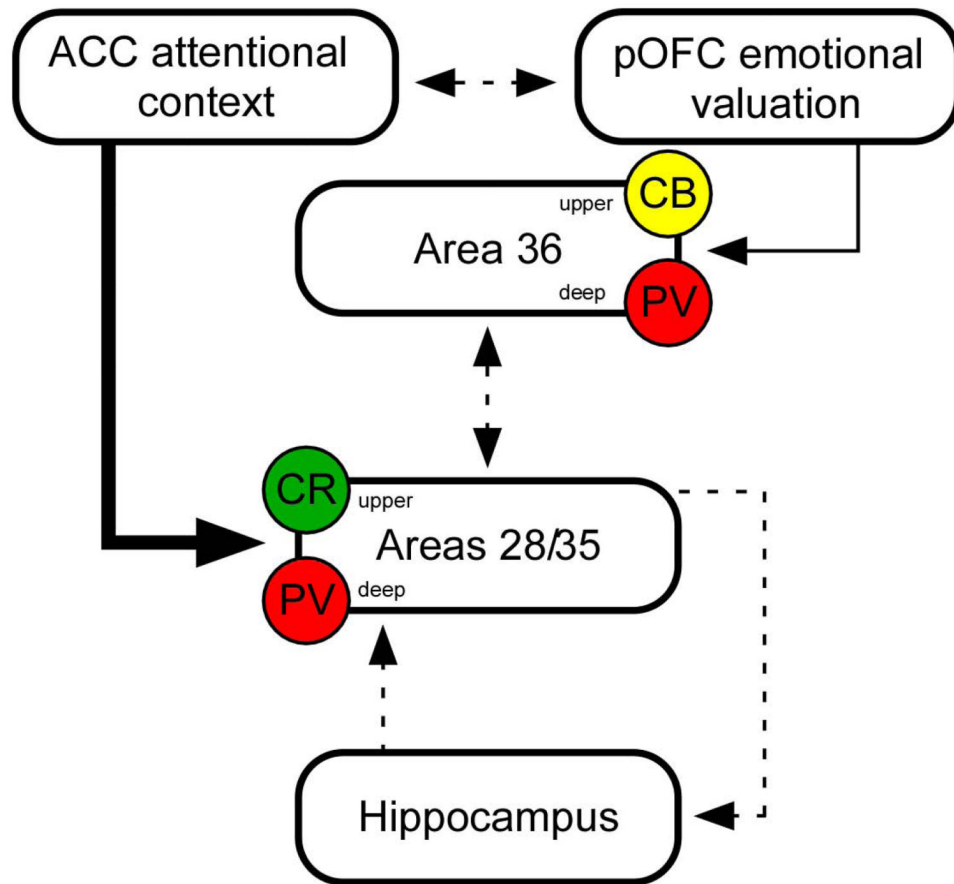 ACC attentional
context
pOFC emotional
valuation
CB
upper
Area 36
deep
PV
CR
upper
Areas 28/35
PV
deep
Hippocampus